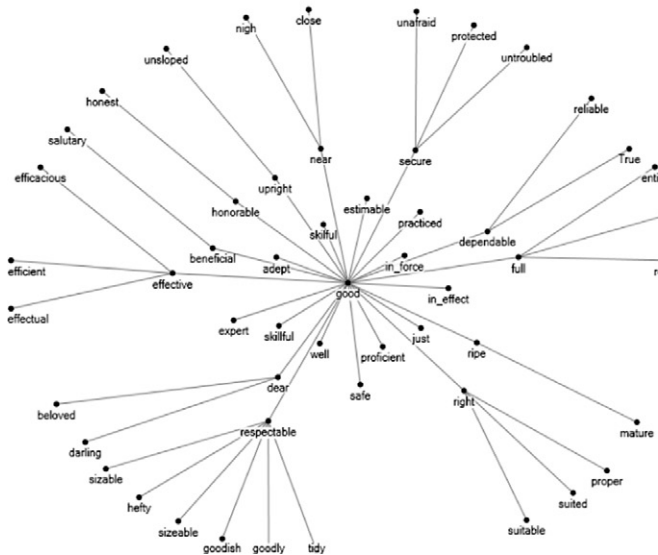 close
nigh
unafraid
protected
unsloped
untroubled
honest
reliable
salutary
near
secure
True
efficacious
upright
honorable
estimable
practiced
skilful
dependable
beneficial
adept
in_force
full
efficient
effective
good
in_effect
effectual
expert
skillful
just
well
proficient
ripe
dear
safe
right
beloved
respectable
mature
darling
sizable
proper
hefty
suited
sizeable
suitable
goodish
goodly
tidy